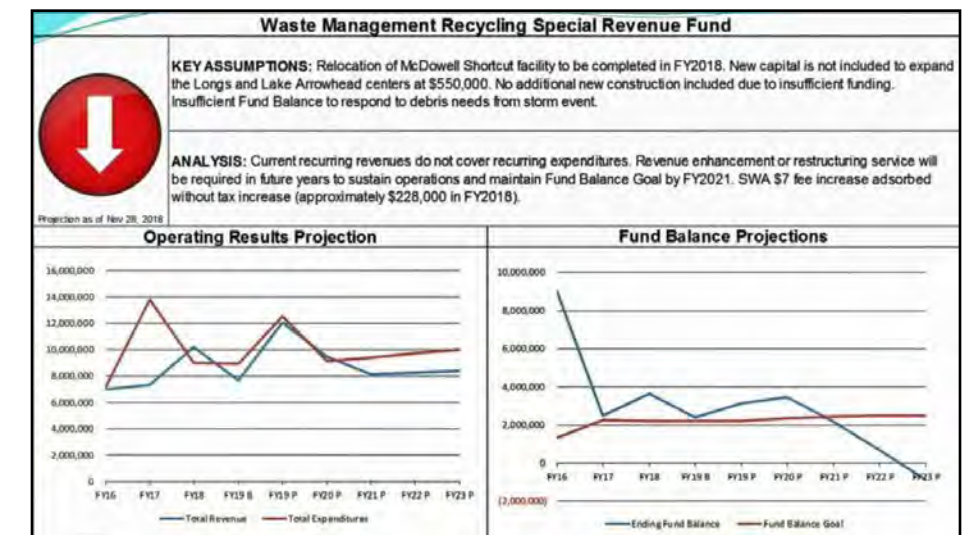 Waste Management Recycling Special Revenue Fund
KEY ASSUMPTIONS: Relocation of McDowell Shortcut facility to be completed in FY2018. New capital is not included to expand
the Longs and Lake Arrowhead centers at $550,000. No additional new construction included due to insufficient funding.
Insufficient Fund Balance to respond to debris needs from storm event.
ANALYSIS: Current recurring revenues do not cover recurring expenditures. Revenue enhancement or restructuring service will
be required in future years to sustain operations and maintain Fund Balance Goal by FY2021. SWA $7 fee increase adsorbed
without tax increase (approximately $228,000 in FY2018).
Projection as of Nov 28, 2018
Operating Results Projection
16,000,000
14,000,000
12,000,000
10,000,000
8,000,000
6,000,000
4,000,000
2,000,000
0
FY16 FY17 FY18 FY19 B FY19 P FY20 P FY21 P FY22 P FY23 P
Total Revenue Total Expenditures
Fund Balance Projections
10,000,000
8,000,000
6,000,000
4,000,000
2,000,000
0
(2,000,000)
FY16 FY17 FY18 FY19 B FY19 P FY20 P FY21 P FY22 P FY23 P
Ending Fund Balance Fund Balance Goal